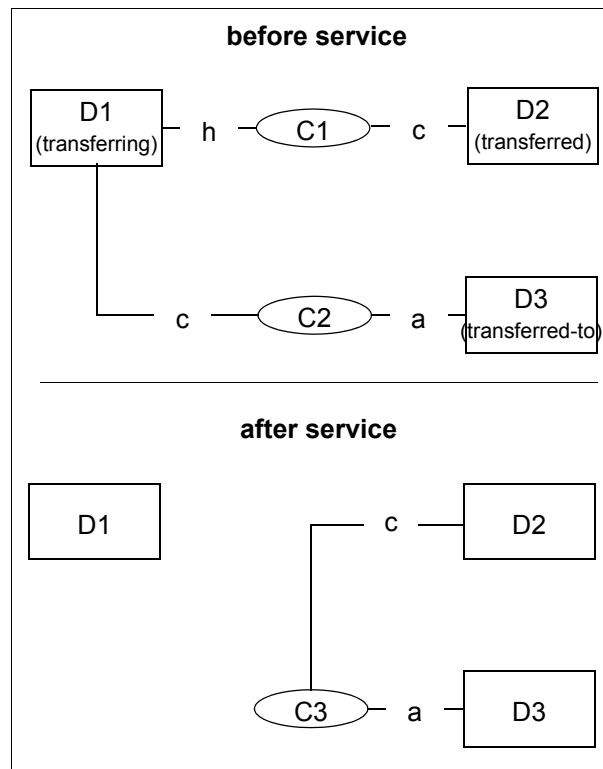 before service
D1
(transferring)
h
C1
c
D2
(transferred)
c
C2
a
D3
(transferred-to)
after service
D1
c
D2
C3
a
D3